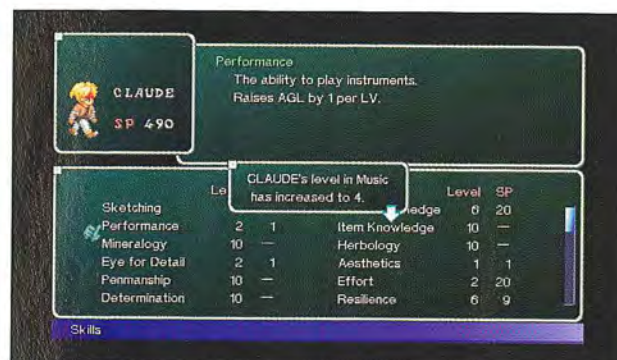 Performance
The ability to play instruments.
Raises AGL by 1 per LV.
CLAUDE
SP 490
CLAUDE's level in Music
has increased to 4.
Le Level SP
Sketching wledge 6 20
Performance 2 1 Item Knowledge 10 —
Mineralogy 10 — Herbology 10 —
Eye for Detail 2 1 Aesthetics 1 1
Penmanship 10 — Effort 2 20
Determination 10 — Resilience 6 9
Skills